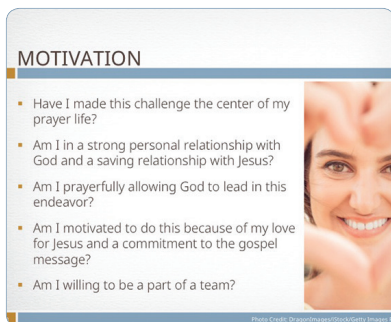 MOTIVATION
Have I made this challenge the center of my
prayer life?
Am I in a strong personal relationship with
God and a saving relationship with Jesus?
Am I prayerfully allowing God to lead in this
endeavor?
Am I motivated to do this because of my love
for Jesus and a commitment to the gospel
message?
Am I willing to be a part of a team?
Photo Credit: DragonImages/iStock/Getty Images